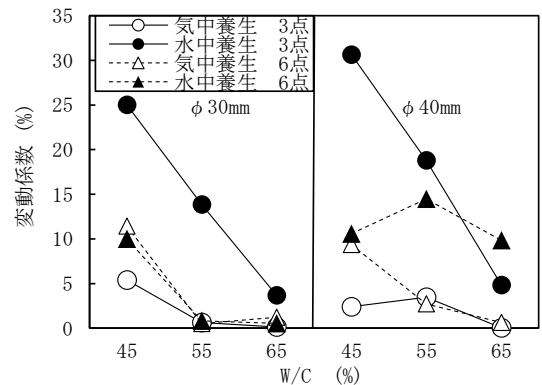 35
30
25
20
15
10
5
0
変動係数 (%)
気中養生 3点
水中養生 3点
気中養生 6点
水中養生 6点
φ30mm
φ40mm
45 55 65 45 55 65
W/C (%)